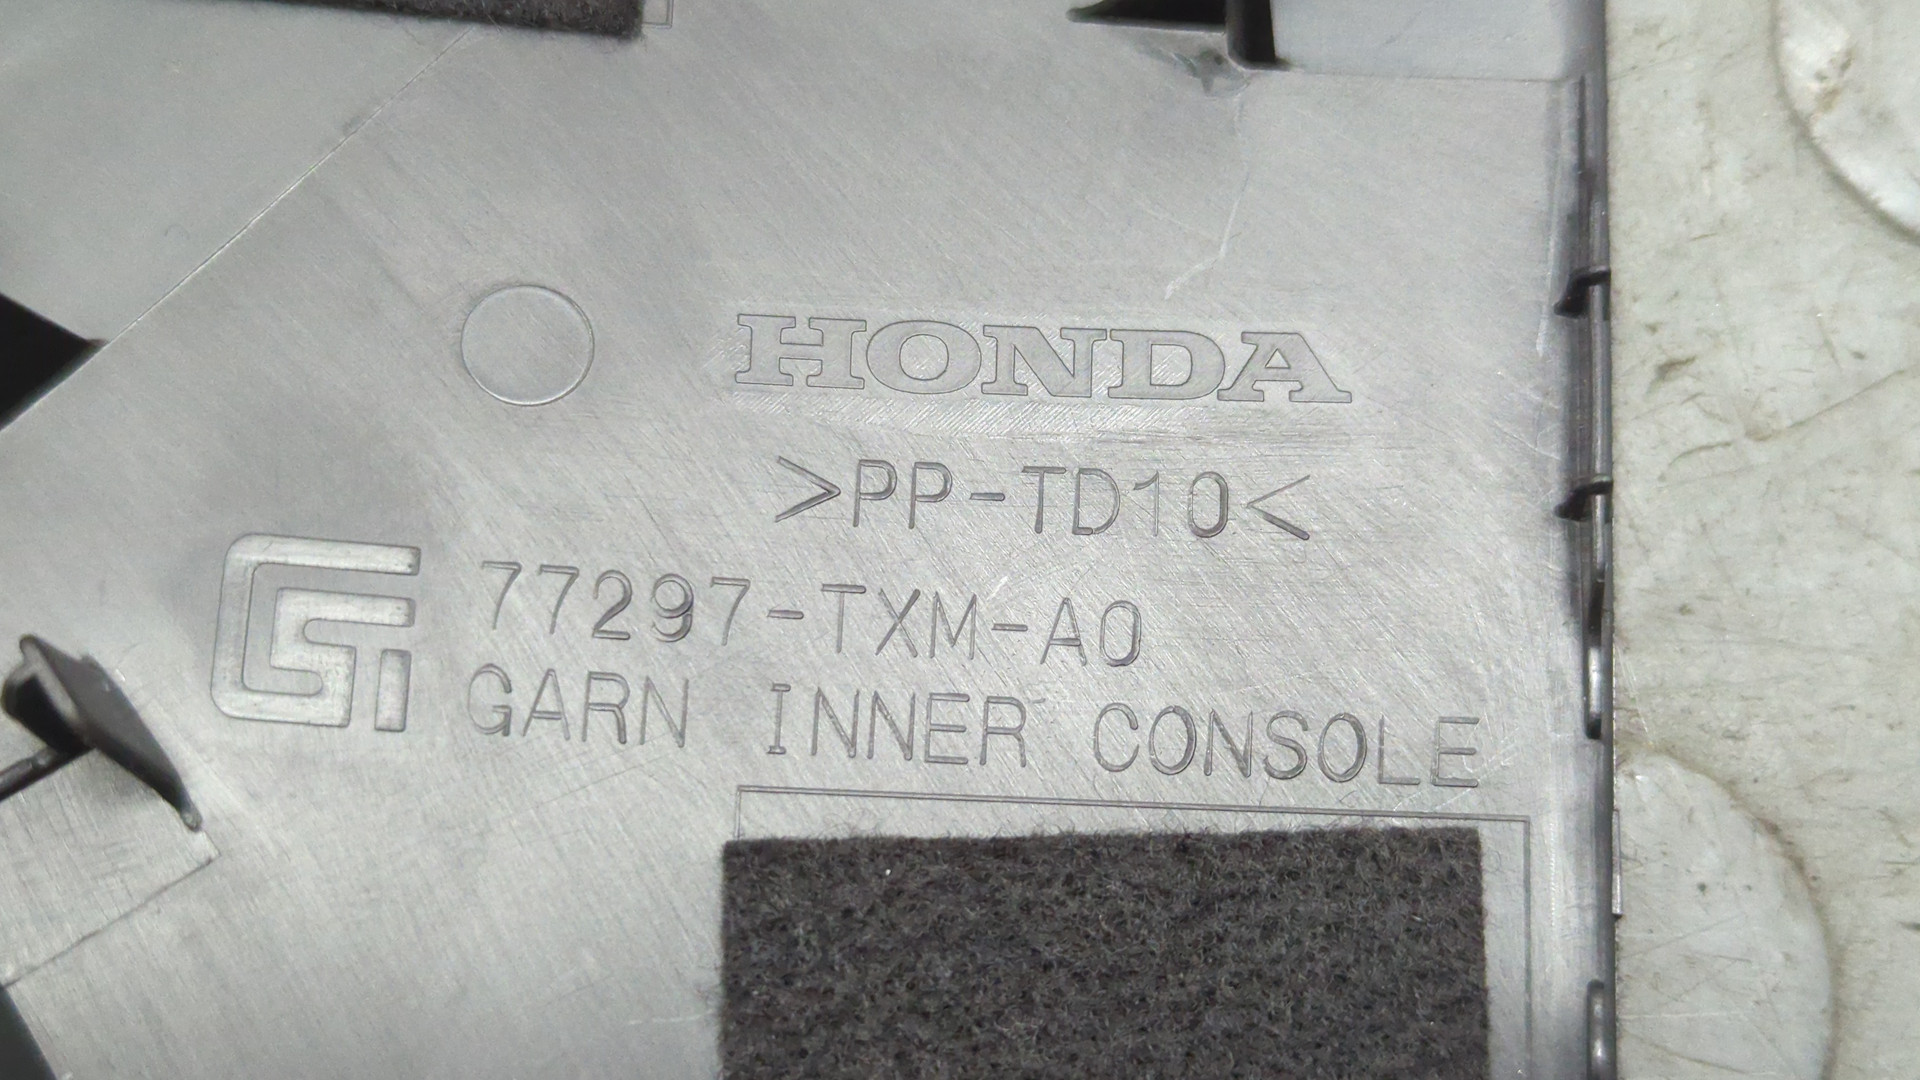 HONDA
>PP-TD10<
77297-TXM-A0
GARN INNER CONSOLE